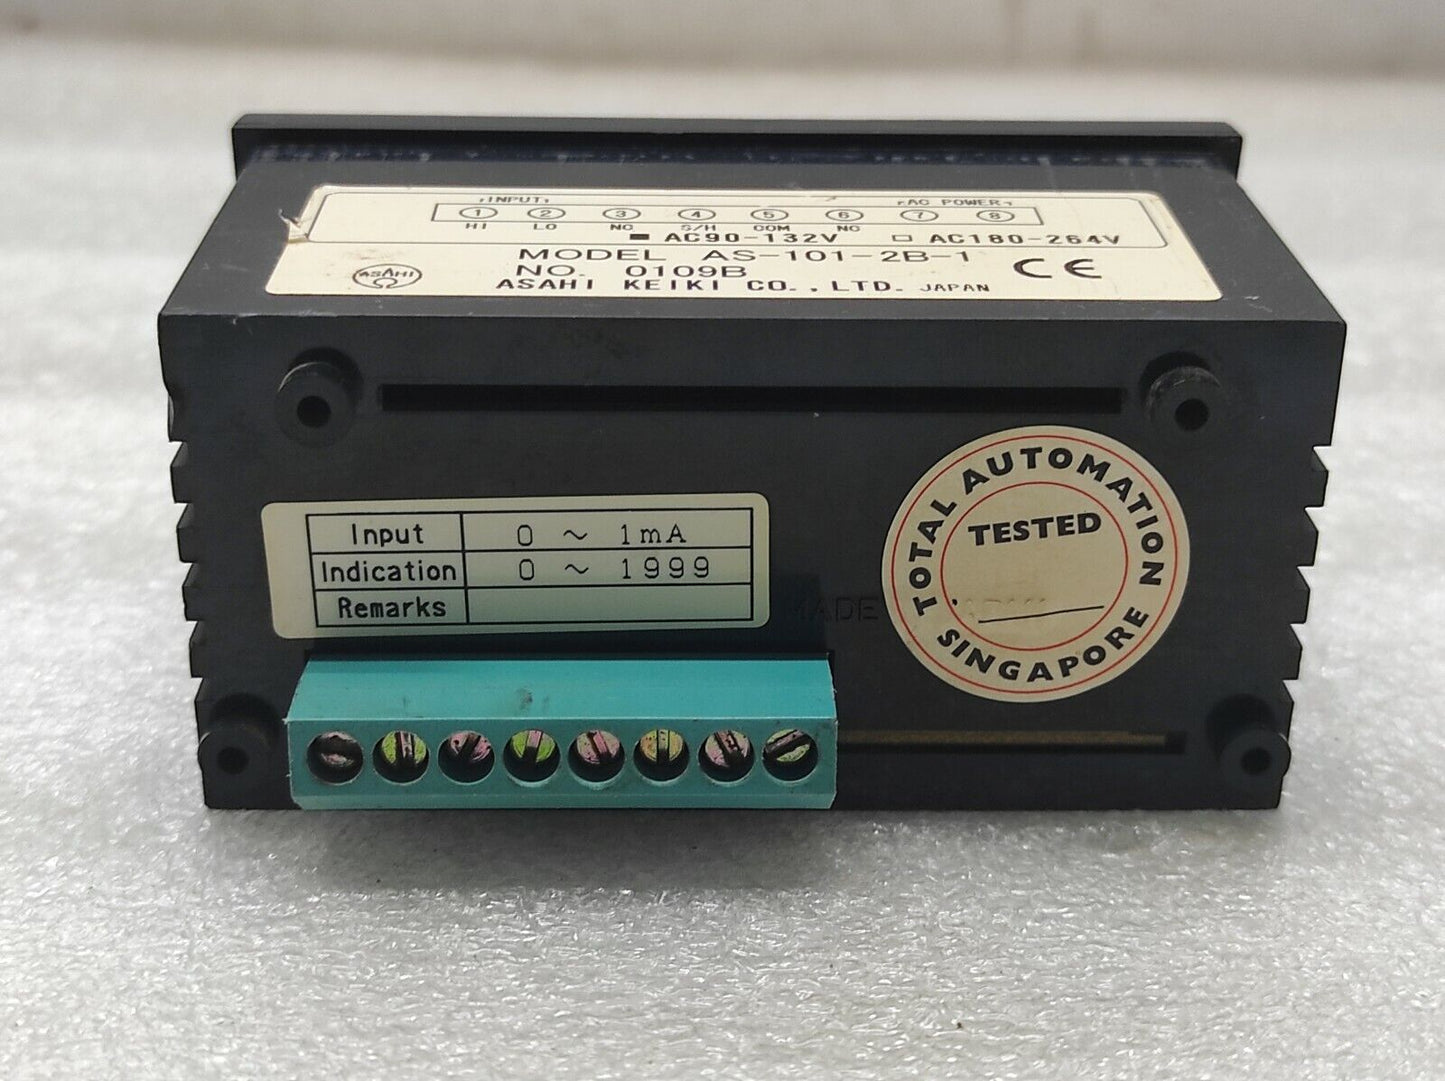 INPUT AC POWER
1 2 3 4 5 6 7 8
HI LO NC S/H COM NC
AC90-132V AC180-264V
MODEL AS-101-2B-1
NO. 0109B
ASAHI
CE
ASAHI KEIKI CO.,LTD. JAPAN
Input 0 ~ 1mA
Indication 0 ~ 1999
Remarks
MADE
TOTAL AUTOMATION
TESTED
SINGAPORE